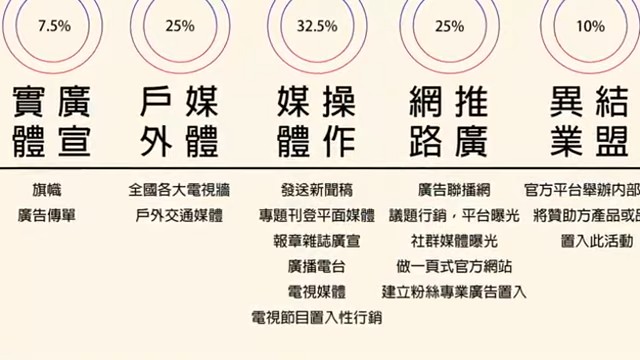 7.5%
25%
32.5%
25%
10%
實廣
體宣
戶媒
外體
媒操
體作
網推
路廣
異結
業盟
旗幟
廣告傳單
全國各大電視牆
戶外交通媒體
發送新聞稿
專題刊登平面媒體
報章雜誌廣宣
廣播電台
電視媒體
電視節目置入性行銷
廣告聯播網
議題行銷，平台曝光
社群媒體曝光
做一頁式官方網站
建立粉絲專業廣告置入
官方平台舉辦內部
將贊助方產品或品
置入此活動